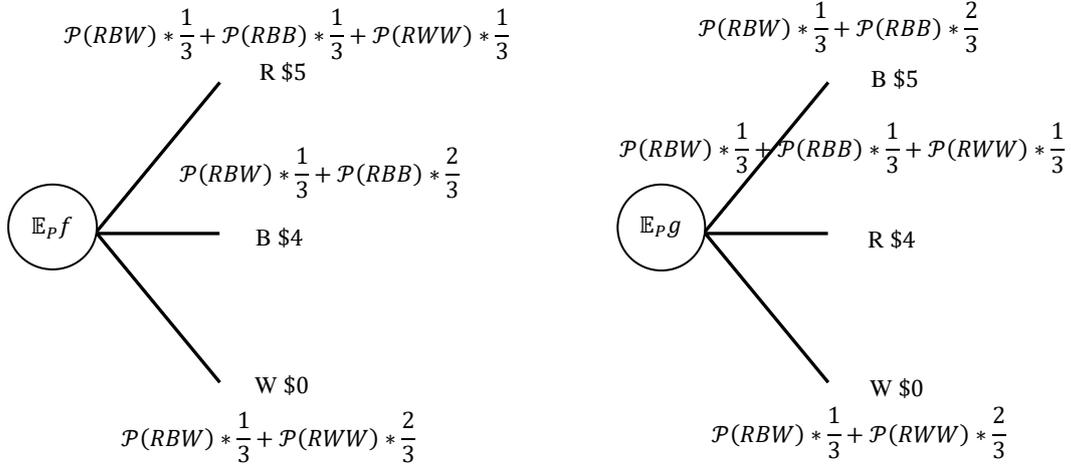 𝒫(RBW) ∗ 1/3 + 𝒫(RBB) ∗ 1/3 + 𝒫(RWW) ∗ 1/3
R $5
𝒫(RBW) ∗ 1/3 + 𝒫(RBB) ∗ 2/3
𝔼_P f
B $4
W $0
𝒫(RBW) ∗ 1/3 + 𝒫(RWW) ∗ 2/3
𝒫(RBW) ∗ 1/3 + 𝒫(RBB) ∗ 2/3
B $5
𝒫(RBW) ∗ 1/3 + 𝒫(RBB) ∗ 1/3 + 𝒫(RWW) ∗ 1/3
𝔼_P g
R $4
W $0
𝒫(RBW) ∗ 1/3 + 𝒫(RWW) ∗ 2/3